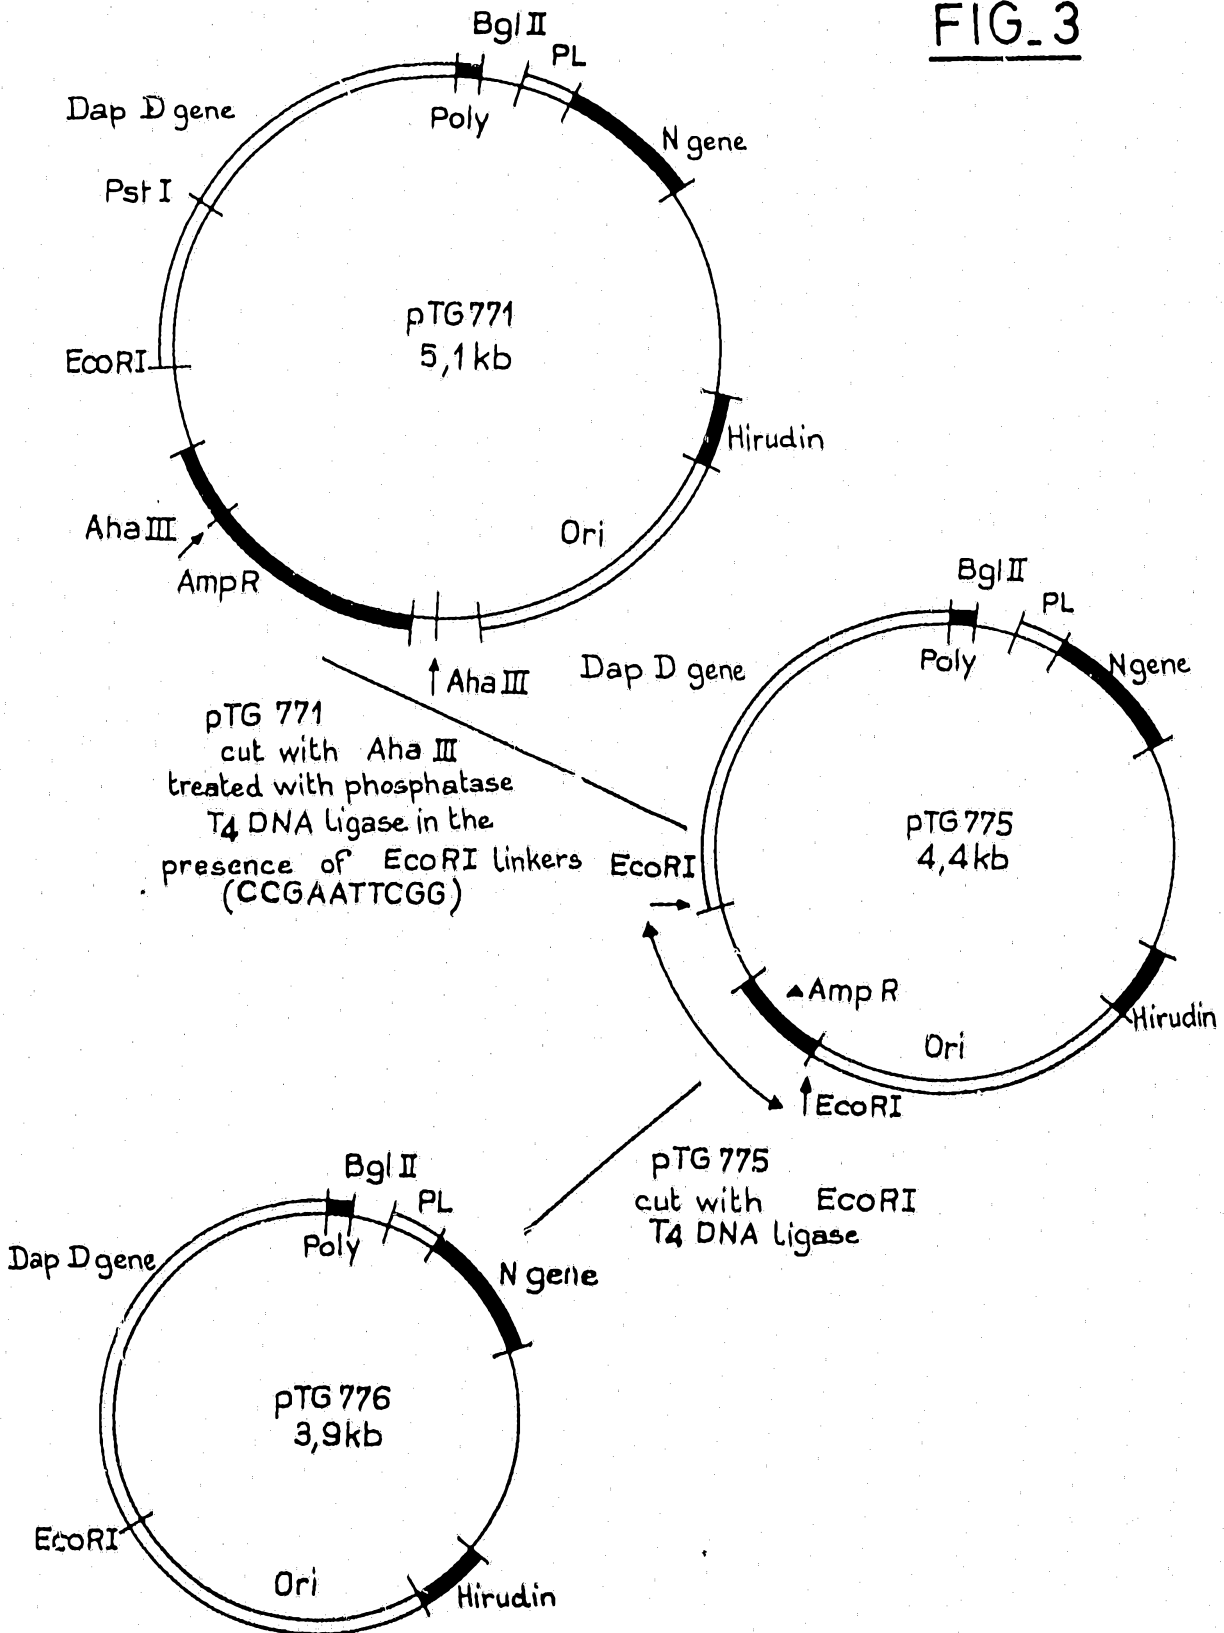 FIG_3
Bgl II
PL
Dap D gene
Poly
N gene
Pst I
pTG 771
5,1 kb
EcoRI
Hirudin
Aha III
Ori
AmpR
Aha III
pTG 771
cut with Aha III
treated with phosphatase
T4 DNA ligase in the
presence of EcoRI linkers
(CCGAATTCGG)
Bgl II
PL
Dap D gene
Poly
N gene
pTG 775
4,4 kb
EcoRI
▲Amp R
Hirudin
Ori
EcoRI
pTG 775
cut with EcoRI
T4 DNA ligase
Bgl II
PL
Dap D gene
Poly
N gene
pTG 776
3,9 kb
EcoRI
Ori
Hirudin